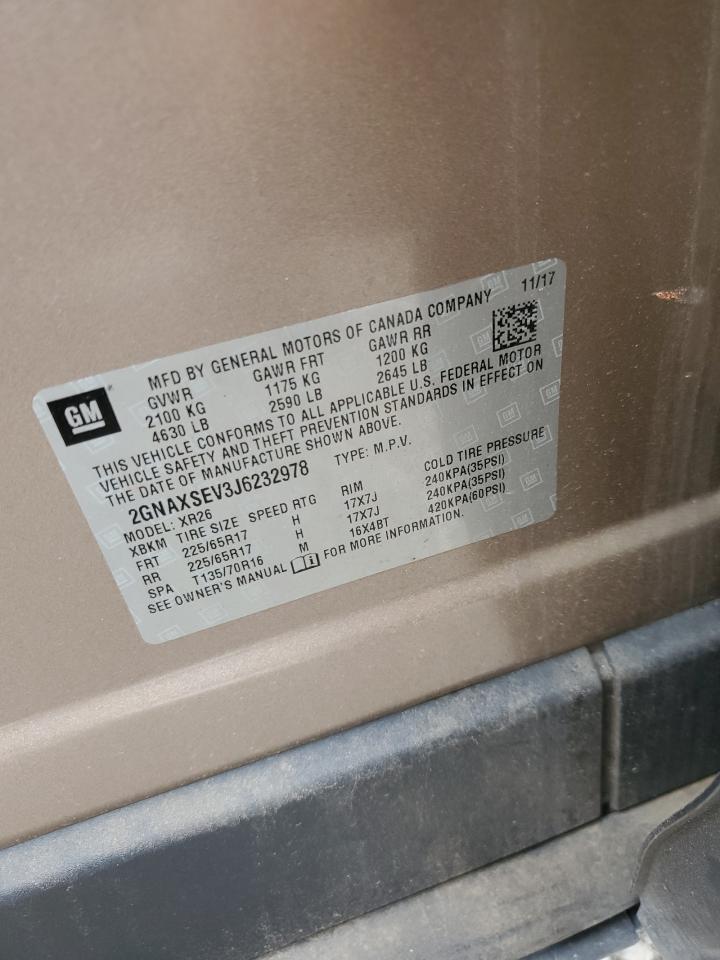 GM
MFD BY GENERAL MOTORS OF CANADA COMPANY 11/17
GVWR GAWR FRT GAWR RR
2100 KG 1175 KG 1200 KG
4630 LB 2590 LB 2645 LB
THIS VEHICLE CONFORMS TO ALL APPLICABLE U.S. FEDERAL MOTOR
VEHICLE SAFETY AND THEFT PREVENTION STANDARDS IN EFFECT ON
THE DATE OF MANUFACTURE SHOWN ABOVE.
2GNAXSEV3J6232978 TYPE: M.P.V.
MODEL: XR26
XBKM TIRE SIZE SPEED RTG RIM COLD TIRE PRESSURE
FRT 225/65R17 H 17X7J 240KPA(35PSI)
RR 225/65R17 H 17X7J 240KPA(35PSI)
SPA T135/70R16 M 16X4BT 420KPA(60PSI)
SEE OWNER'S MANUAL i FOR MORE INFORMATION.